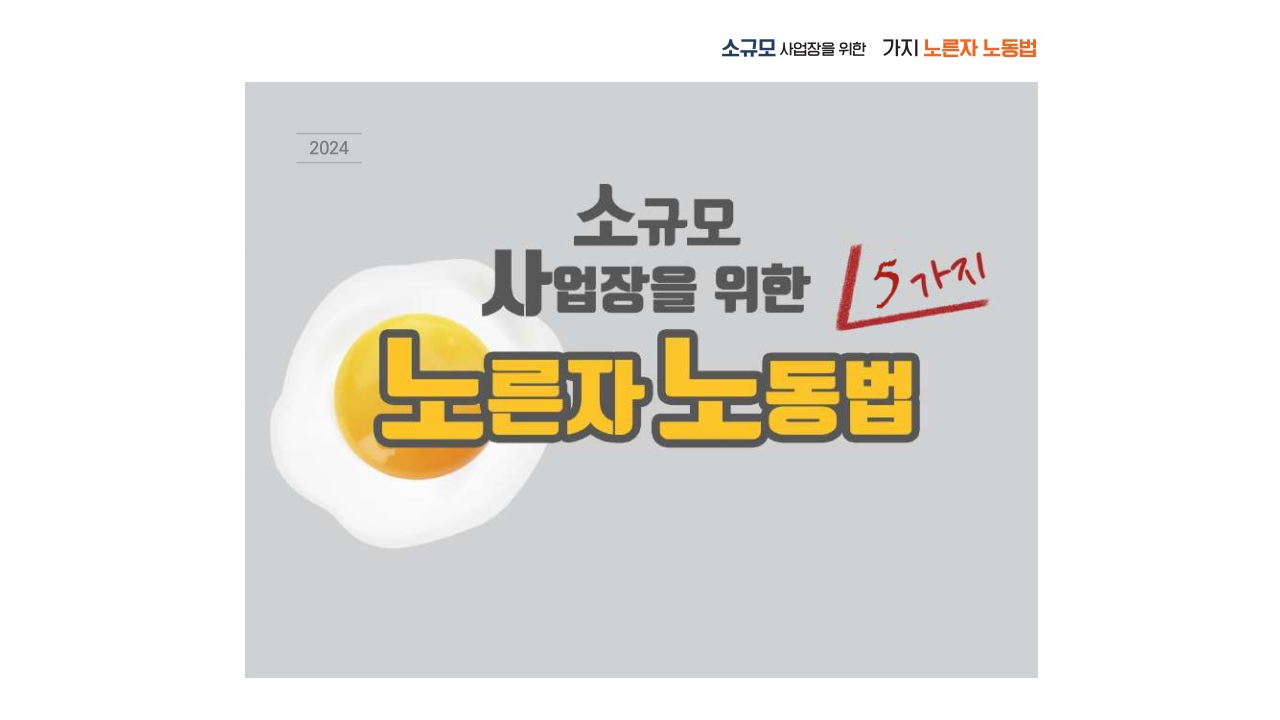 소규모 사업장을 위한 가지 노른자 노동법
2024
소규모
사업장을 위한
5가지
노른자 노동법